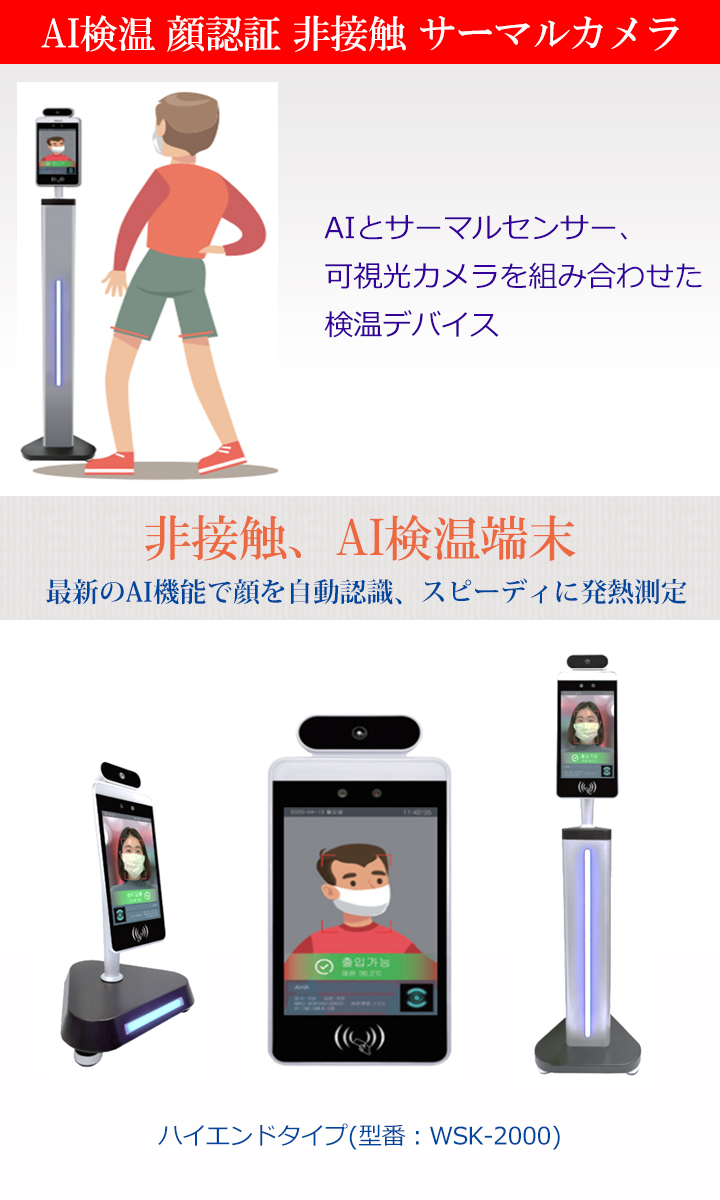 AI検温 顔認証 非接触 サーマルカメラ
AIとサーマルセンサー、
可視光カメラを組み合わせた
検温デバイス
非接触、AI検温端末
最新のAI機能で顔を自動認識、スピーディに発熱測定
11:42:35
출입가능
36.2℃
ハイエンドタイプ(型番：WSK-2000)